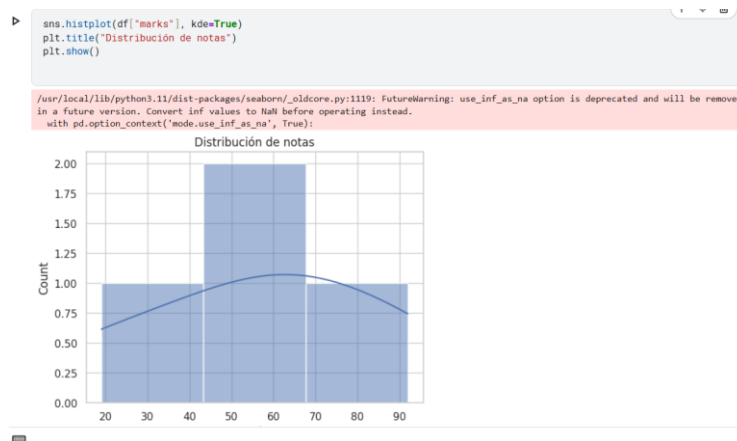 sns.histplot(df["marks"], kde=True)
plt.title("Distribución de notas")
plt.show()
/usr/local/lib/python3.11/dist-packages/seaborn/_oldcore.py:1119: FutureWarning: use_inf_as_na option is deprecated and will be remove
in a future version. Convert inf values to NaN before operating instead.
with pd.option_context('mode.use_inf_as_na', True):
Distribución de notas
2.00
1.75
1.50
1.25
1.00
0.75
0.50
0.25
0.00
Count
20 30 40 50 60 70 80 90